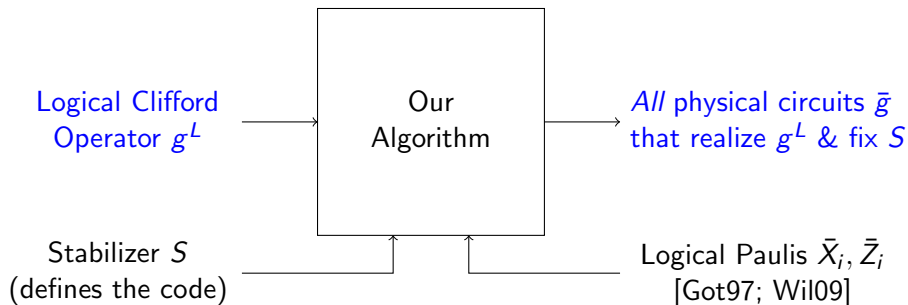 Logical Clifford
Operator g^L
Our
Algorithm
All physical circuits ḡ
that realize g^L & fix S
Stabilizer S
(defines the code)
Logical Paulis X̄_i, Z̄_i
[Got97; Wil09]